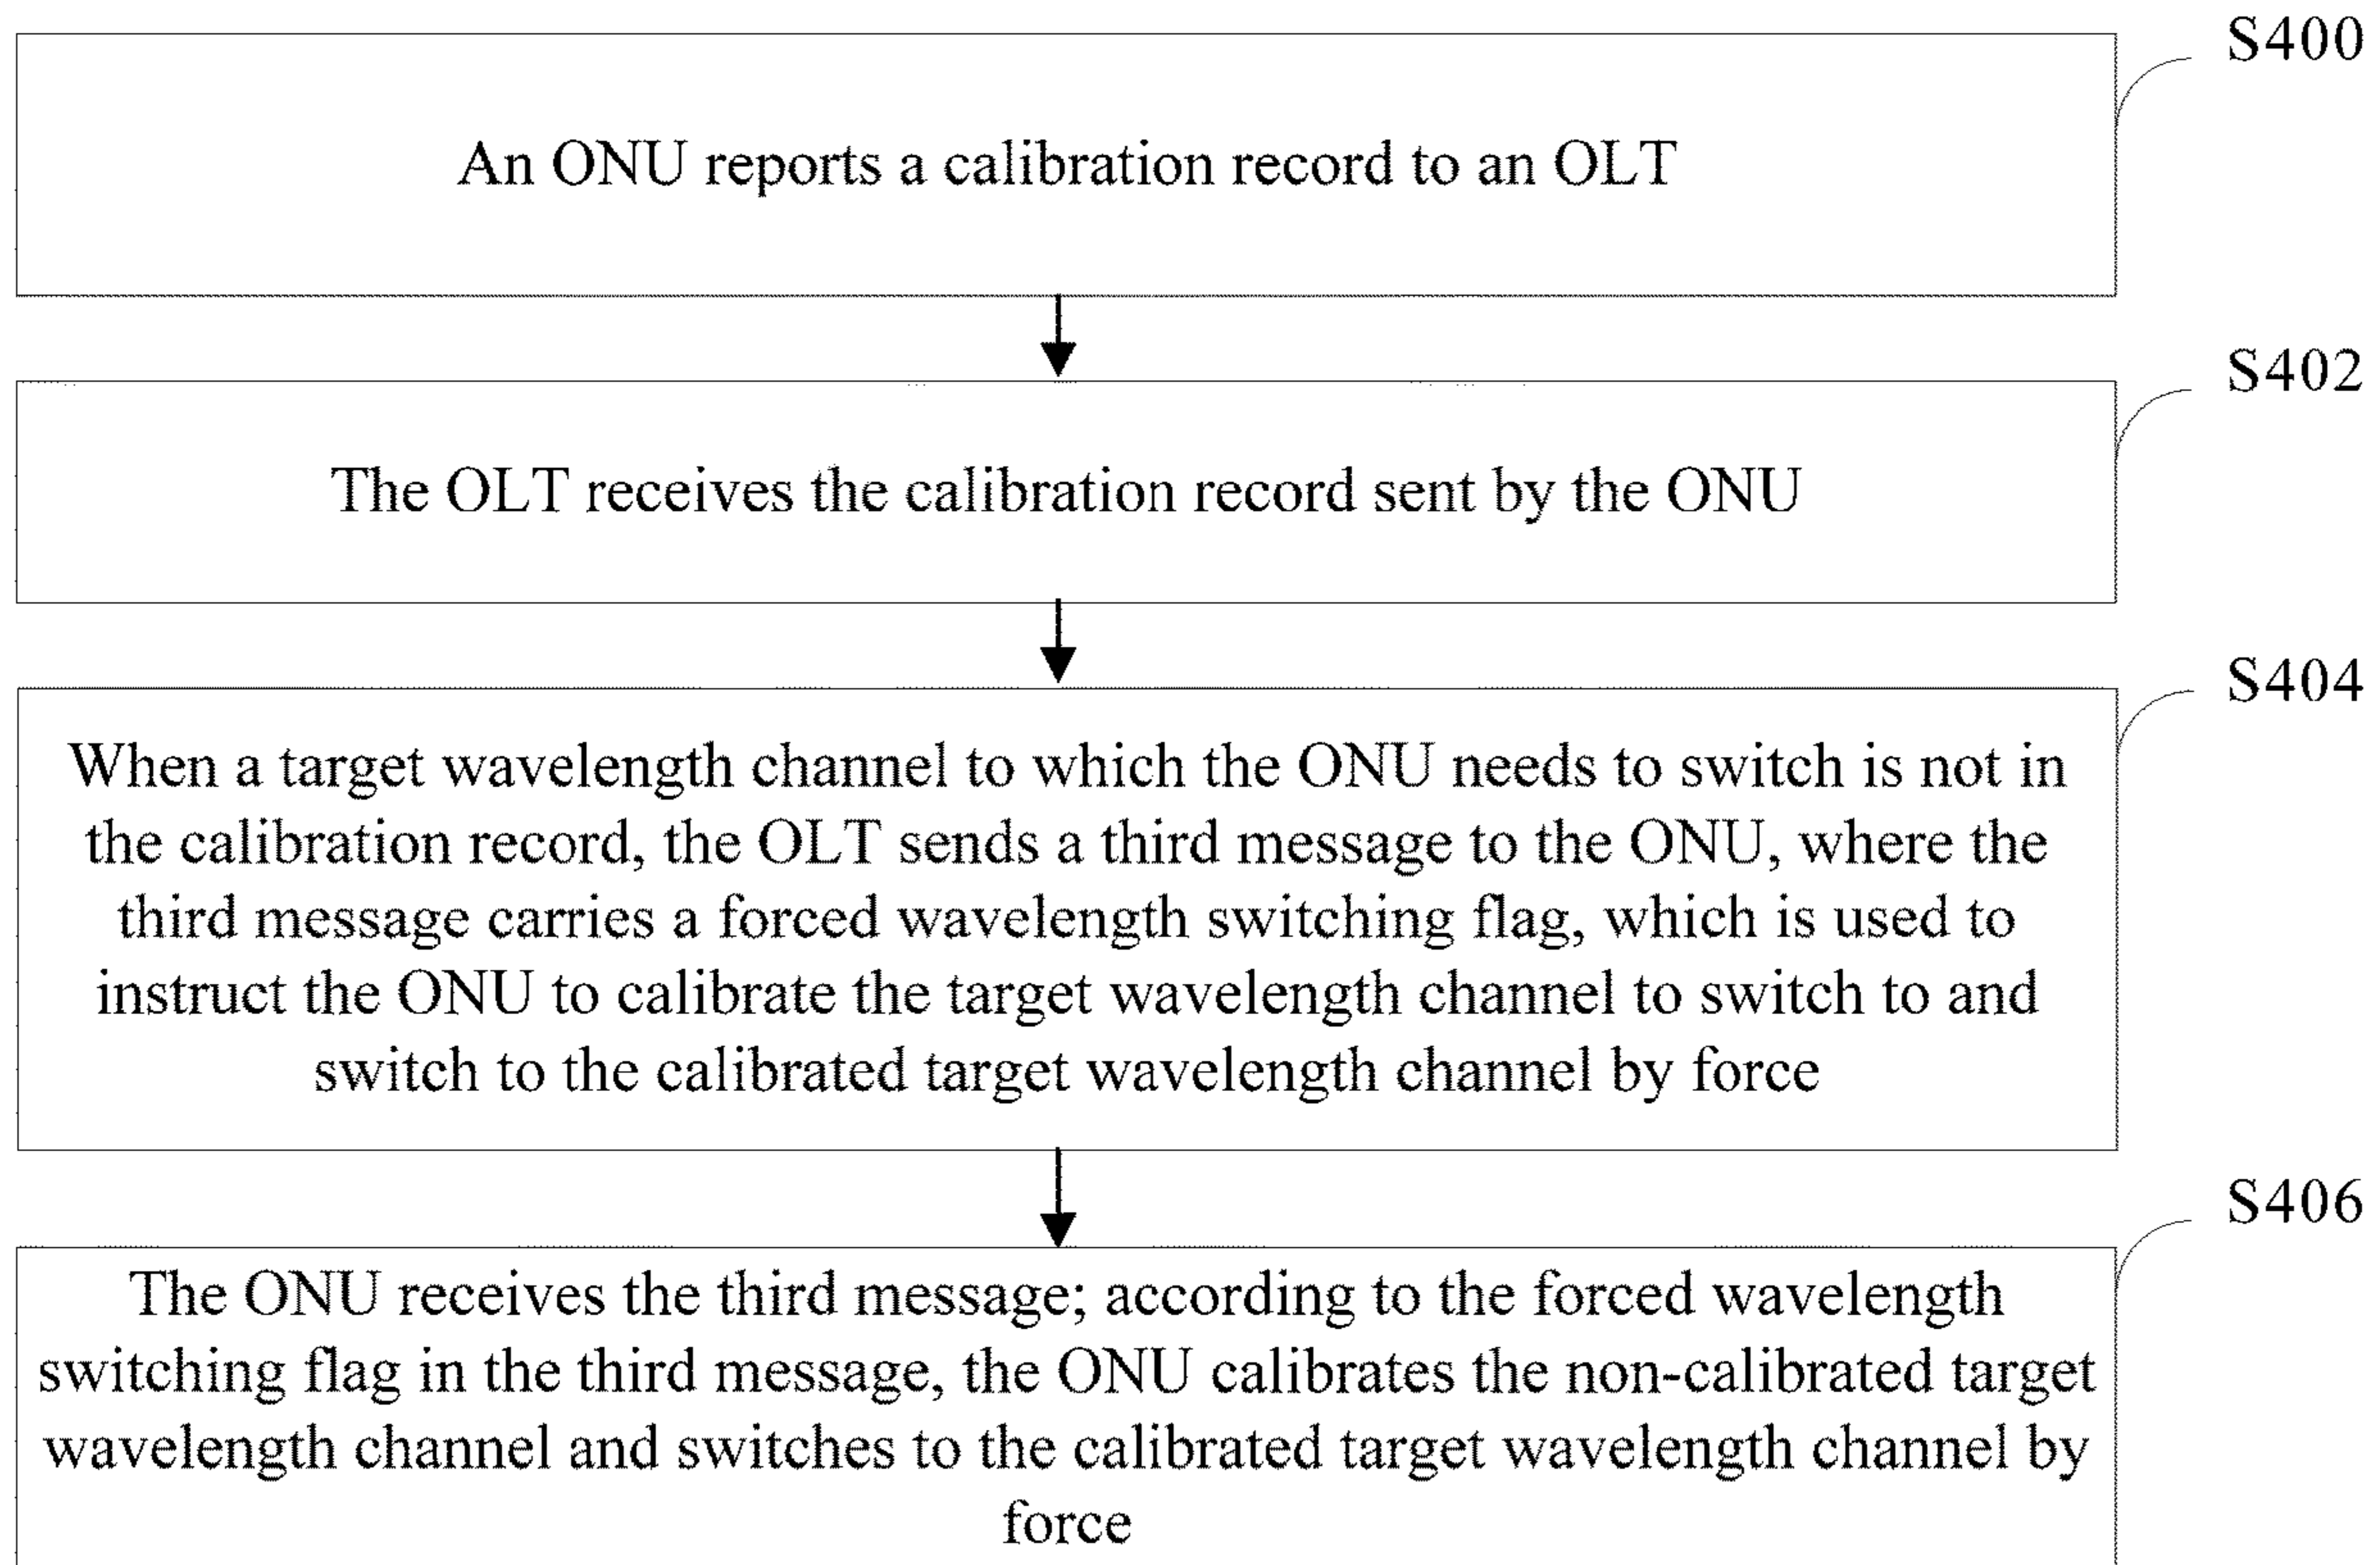 S400
An ONU reports a calibration record to an OLT
S402
The OLT receives the calibration record sent by the ONU
S404
When a target wavelength channel to which the ONU needs to switch is not in
the calibration record, the OLT sends a third message to the ONU, where the
third message carries a forced wavelength switching flag, which is used to
instruct the ONU to calibrate the target wavelength channel to switch to and
switch to the calibrated target wavelength channel by force
S406
The ONU receives the third message; according to the forced wavelength
switching flag in the third message, the ONU calibrates the non-calibrated target
wavelength channel and switches to the calibrated target wavelength channel by
force